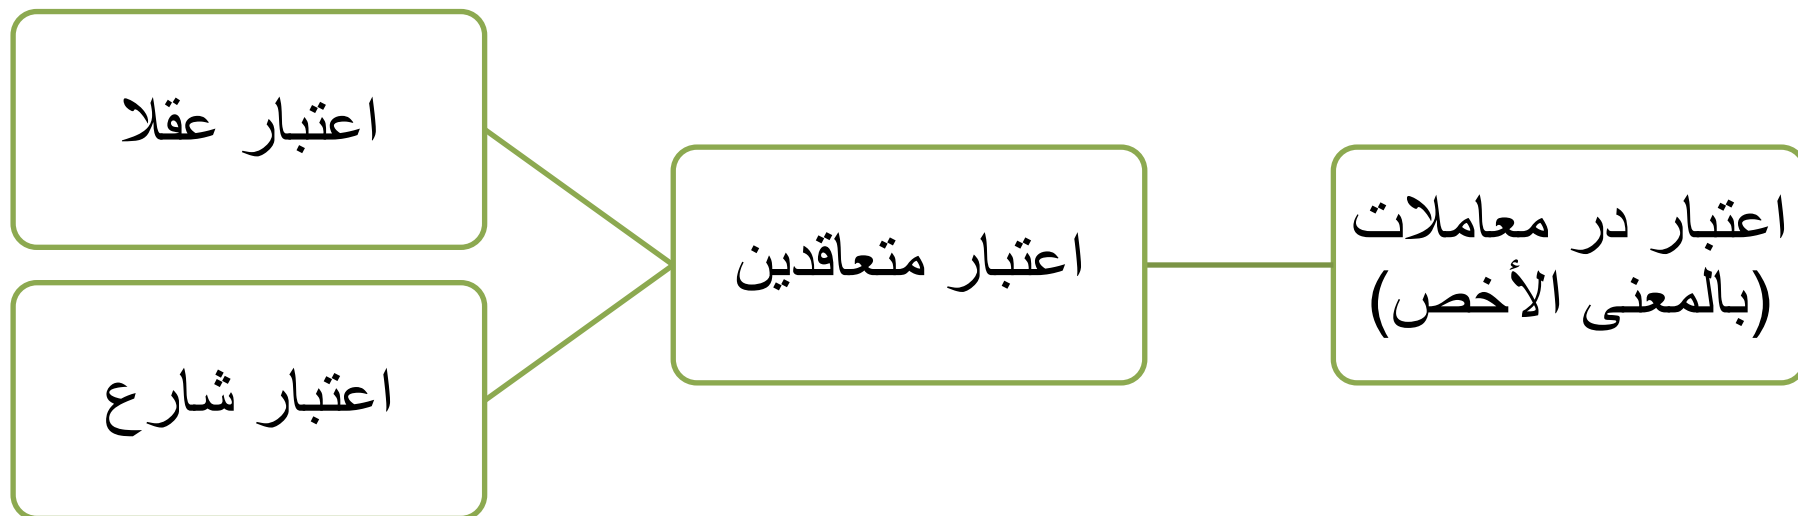 اعتبار در معاملات
(بالمعنی الأخص)
اعتبار متعاقدین
اعتبار عقلا
اعتبار شارع